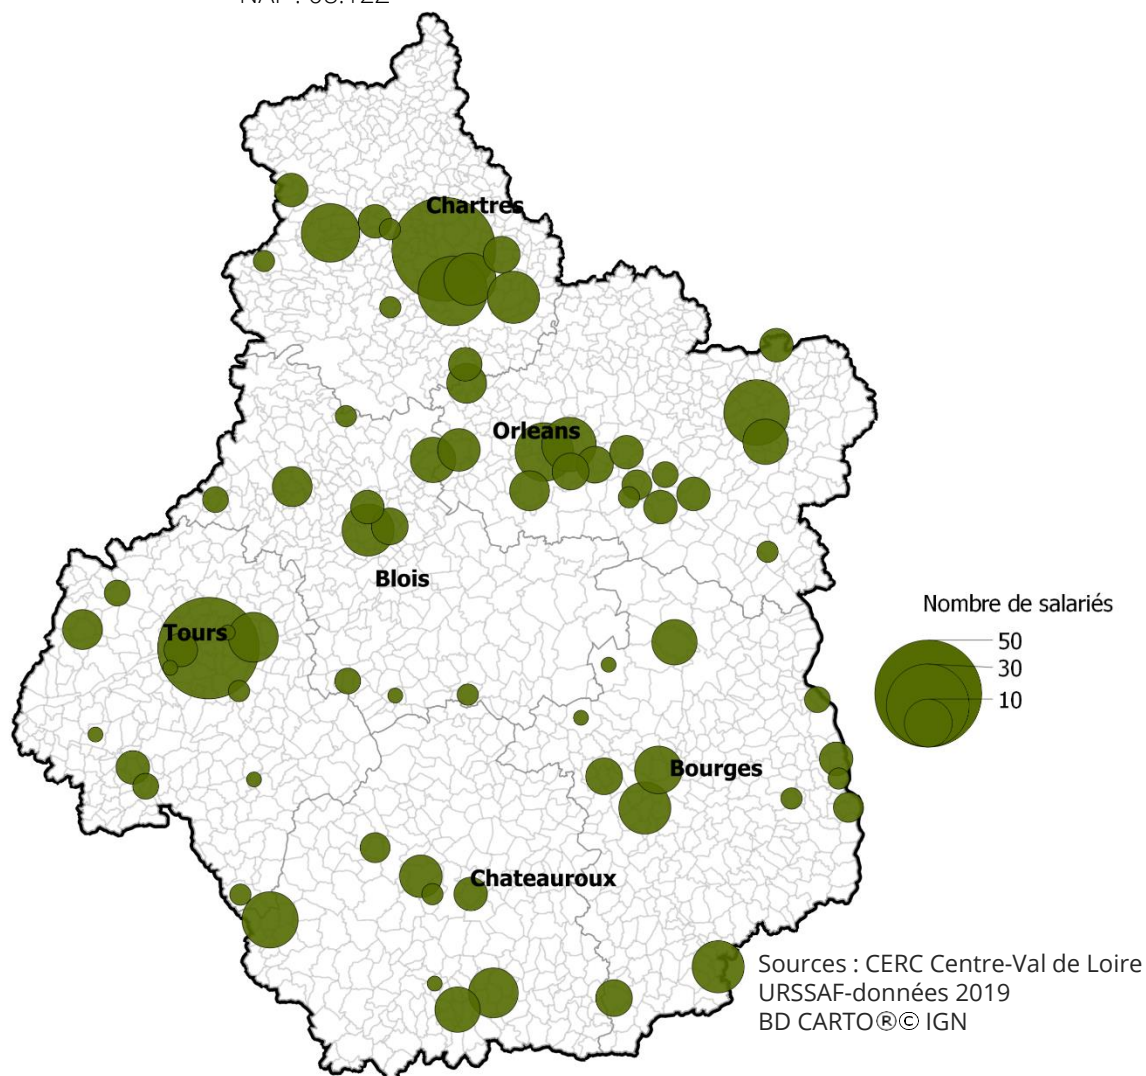 Chartres
Orleans
Blois
Tours
Nombre de salariés
50
30
10
Bourges
Chateauroux
Sources : CERC Centre-Val de Loire
URSSAF-données 2019
BD CARTO®© IGN